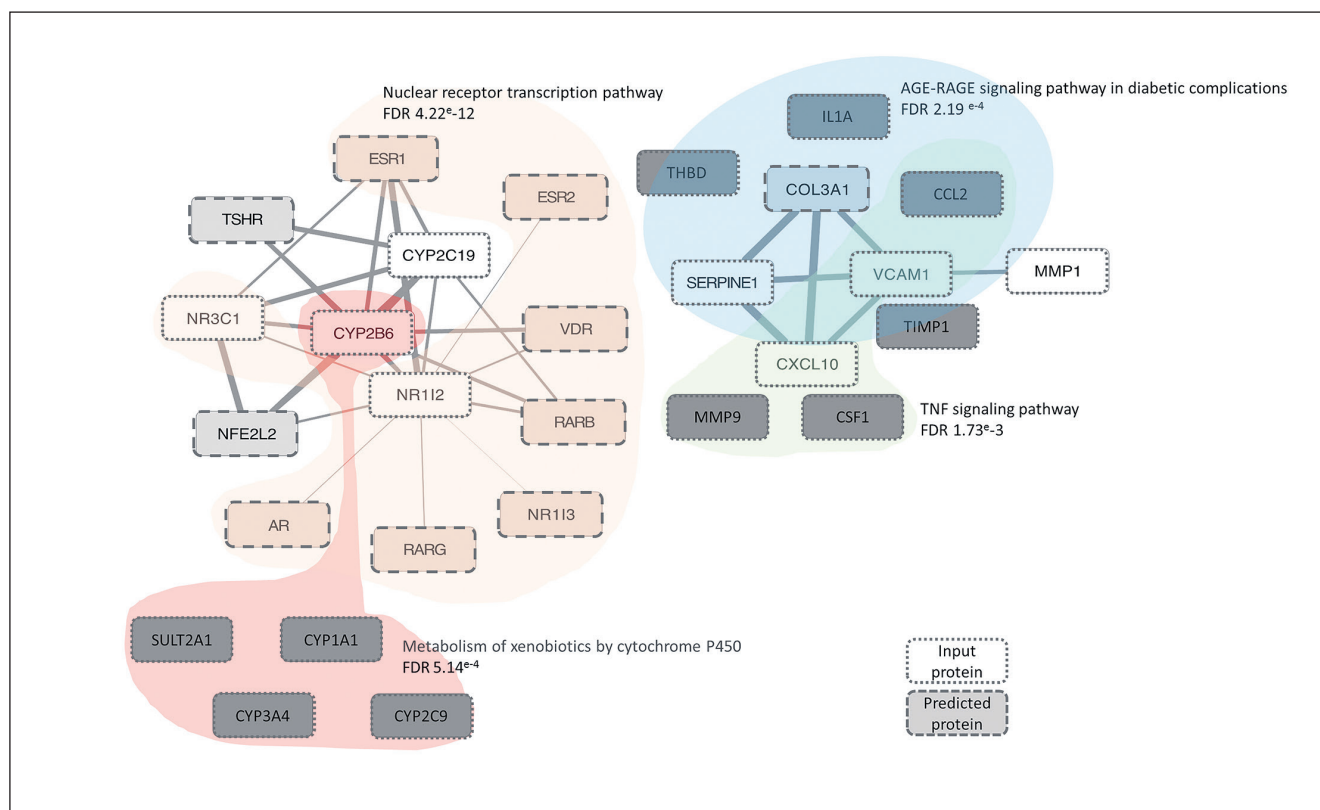 Nuclear receptor transcription pathway
FDR 4.22e-12
ESR1
ESR2
TSHR
CYP2C19
NR3C1
CYP2B6
VDR
NR1I2
NFE2L2
RARB
AR
RARG
NR1I3
SULT2A1
CYP1A1
Metabolism of xenobiotics by cytochrome P450
FDR 5.14e-4
CYP3A4
CYP2C9
AGE-RAGE signaling pathway in diabetic complications
FDR 2.19 e-4
IL1A
THBD
COL3A1
CCL2
SERPINE1
VCAM1
MMP1
TIMP1
CXCL10
MMP9
CSF1
TNF signaling pathway
FDR 1.73e-3
Input
protein
Predicted
protein